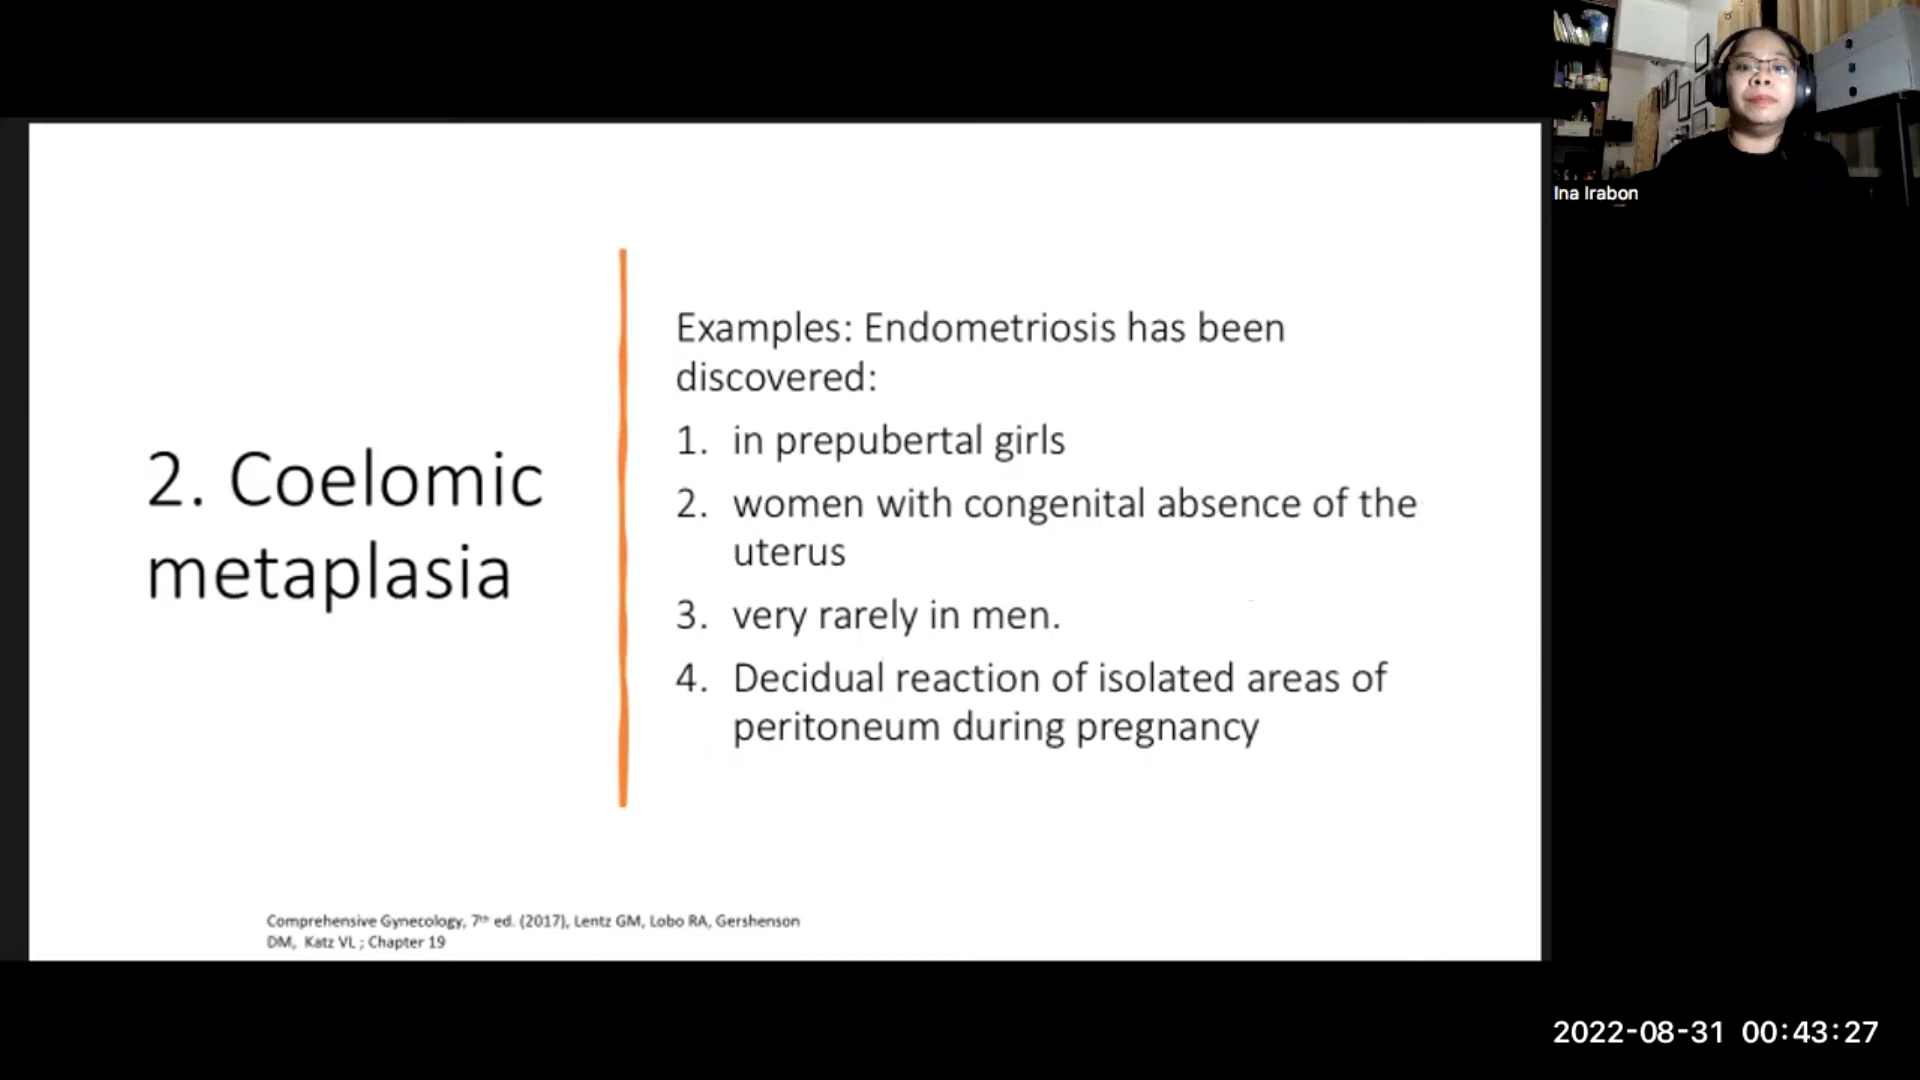 Ina Irabon
2. Coelomic
metaplasia
Examples: Endometriosis has been
discovered:
1. in prepubertal girls
2. women with congenital absence of the
uterus
3. very rarely in men.
4. Decidual reaction of isolated areas of
peritoneum during pregnancy
Comprehensive Gynecology, 7th ed. (2017), Lentz GM, Lobo RA, Gershenson
DM, Katz VL ; Chapter 19
2022-08-31 00:43:27